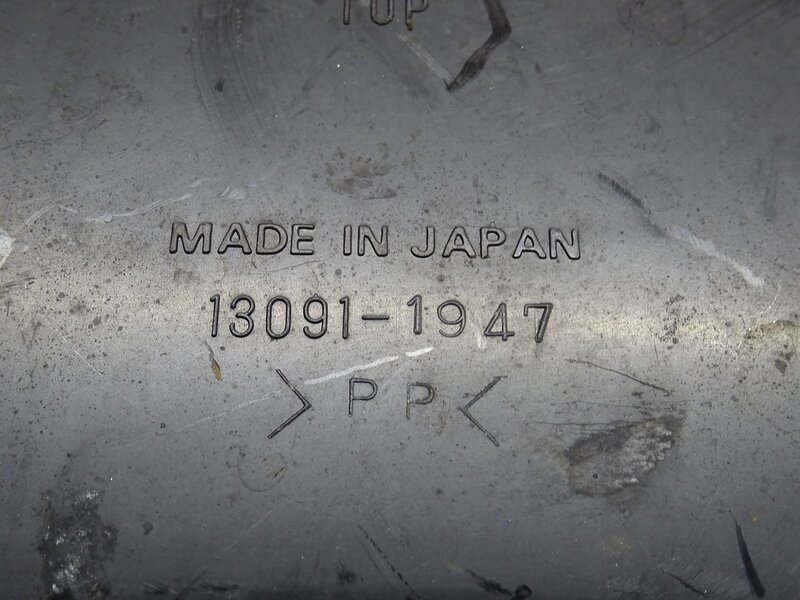 TOP
MADE IN JAPAN
13091-1947
>PP<